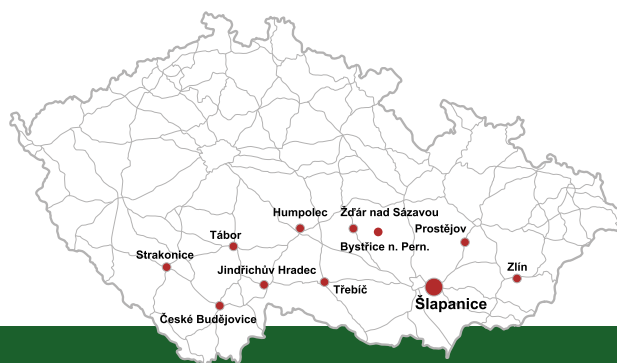 Humpolec
Žďár nad Sázavou
Tábor
Prostějov
Bystřice n. Pern.
Strakonice
Jindřichův Hradec
Zlín
Třebíč
Šlapanice
České Budějovice